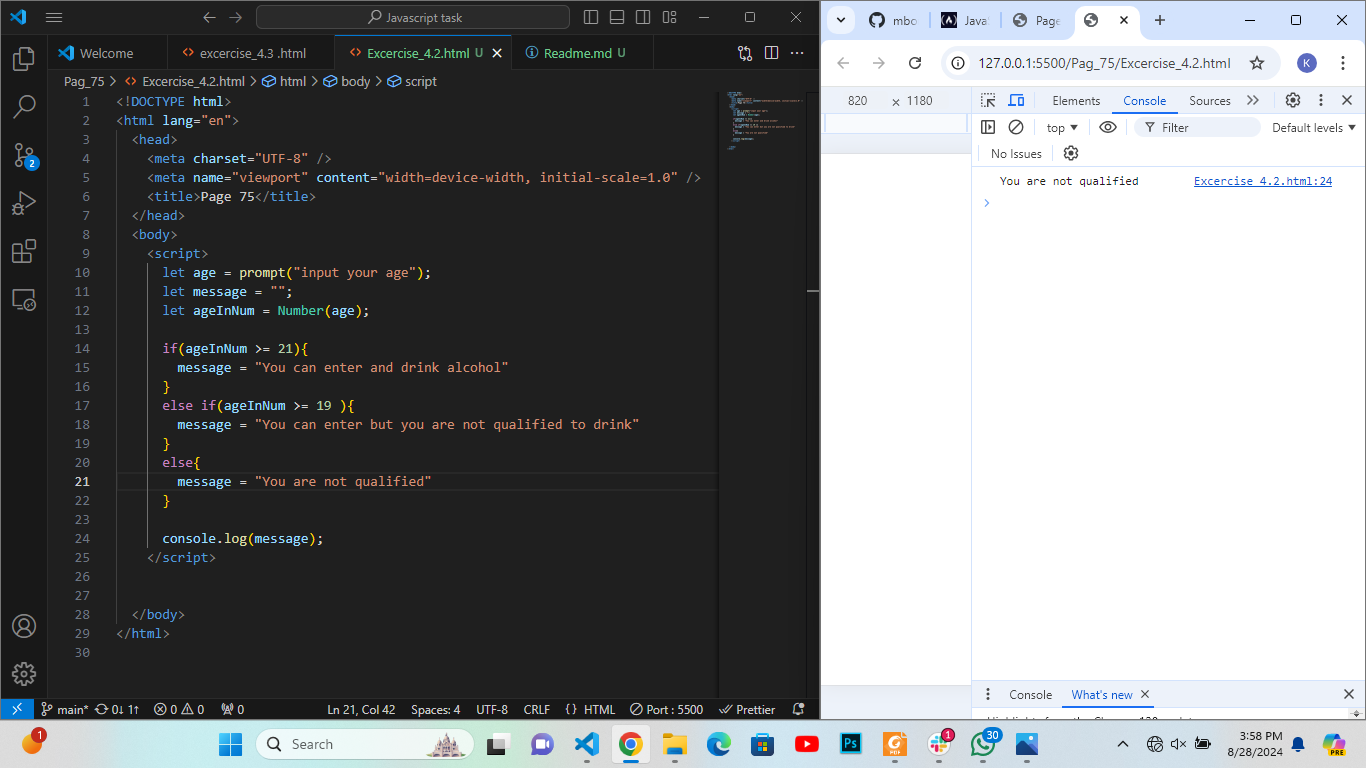 Javascript task
Welcome
<> excercise_4.3 .html
<> Excercise_4.2.html U
Readme.md U
Pag_75 > <> Excercise_4.2.html > html > body > script
1 <!DOCTYPE html>
2 <html lang="en">
3 <head>
4 <meta charset="UTF-8" />
5 <meta name="viewport" content="width=device-width, initial-scale=1.0" />
6 <title>Page 75</title>
7 </head>
8 <body>
9 <script>
10 let age = prompt("input your age");
11 let message = "";
12 let ageInNum = Number(age);
13
14 if(ageInNum >= 21){
15 message = "You can enter and drink alcohol"
16 }
17 else if(ageInNum >= 19 ){
18 message = "You can enter but you are not qualified to drink"
19 }
20 else{
21 message = "You are not qualified"
22 }
23
24 console.log(message);
25 </script>
26
27
28 </body>
29 </html>
30
2
main* 0↓ 1↑ 0 0 0
Ln 21, Col 42 Spaces: 4 UTF-8 CRLF {} HTML Port : 5500 Prettier
mbo
Java
Page
127.0.0.1:5500/Pag_75/Excercise_4.2.html
K
820 × 1180
Elements Console Sources
top Filter Default levels
No Issues
You are not qualified Excercise 4.2.html:24
Console What's new
1
Search
Ps
PDF
1
30
3:58 PM
8/28/2024
PRE